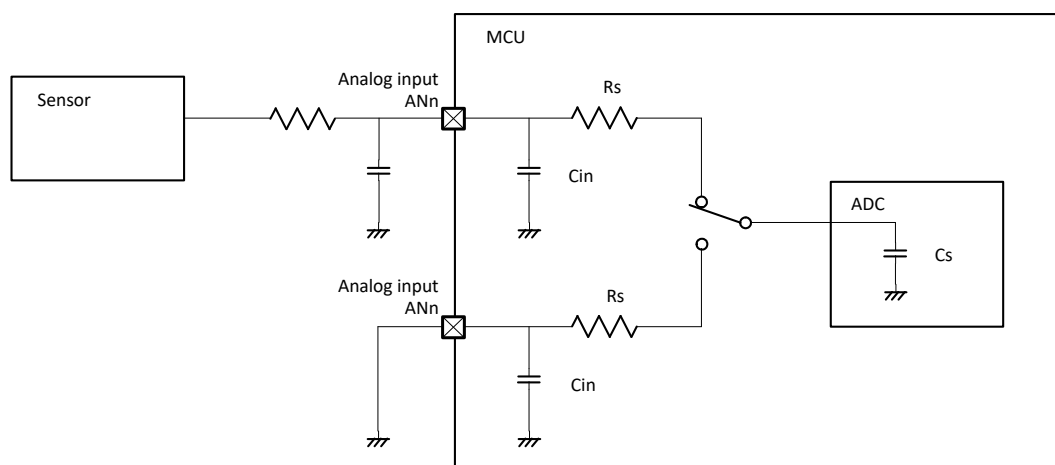 MCU
Sensor
Analog input
ANn
Rs
Cin
ADC
Cs
Analog input
ANn
Rs
Cin